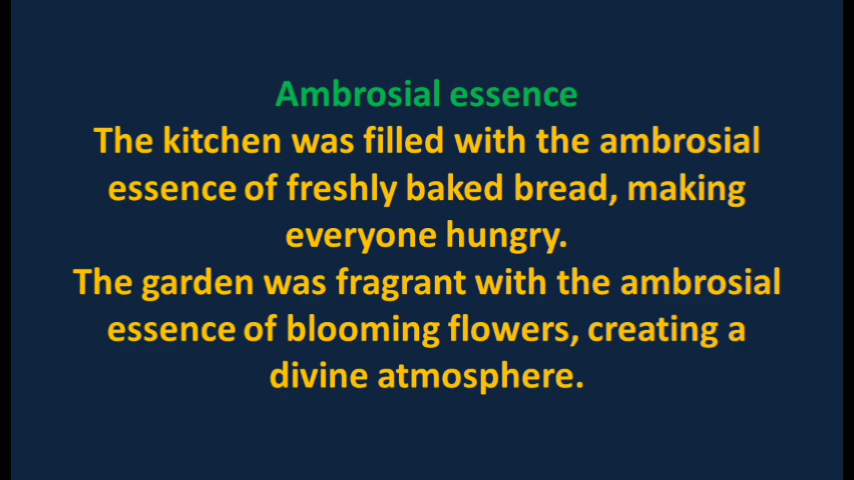 Ambrosial essence
The kitchen was filled with the ambrosial
essence of freshly baked bread, making
everyone hungry.
The garden was fragrant with the ambrosial
essence of blooming flowers, creating a
divine atmosphere.